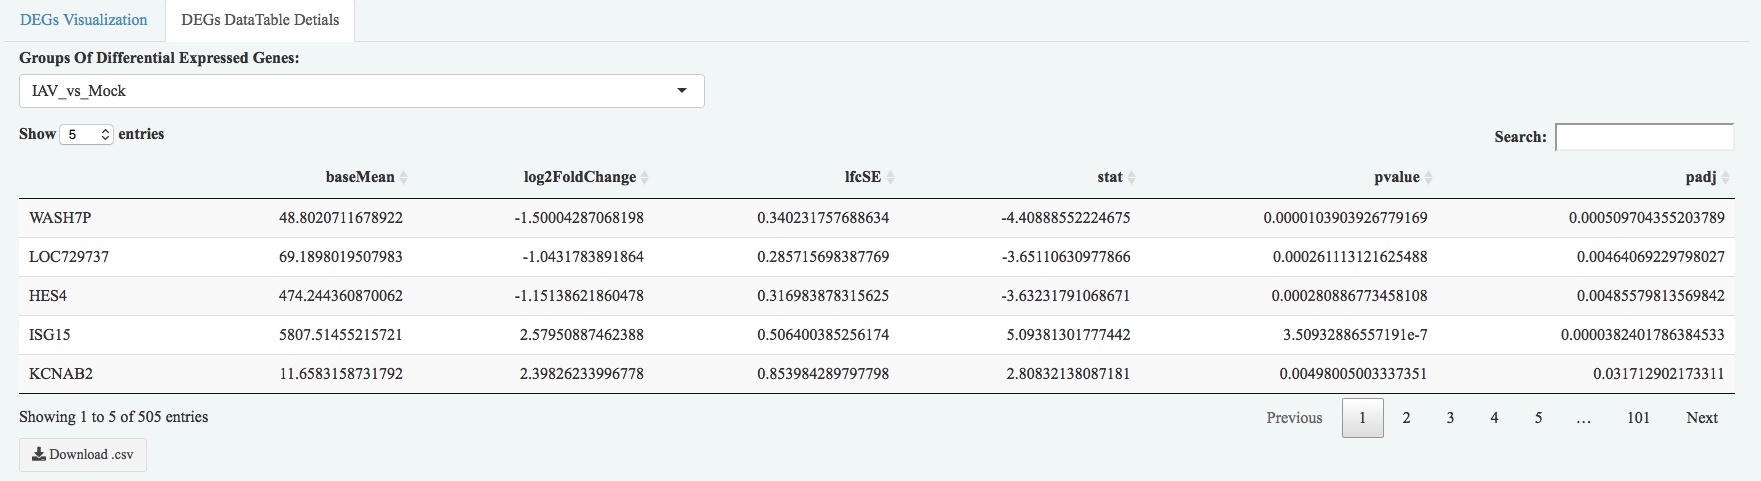 DEGs Visualization DEGs DataTable Detials
Groups Of Differential Expressed Genes:
IAV_vs_Mock
Show 5 entries Search:
baseMean log2FoldChange lfcSE stat pvalue padj
WASH7P 48.8020711678922 -1.50004287068198 0.340231757688634 -4.40888552224675 0.0000103903926779169 0.000509704355203789
LOC729737 69.1898019507983 -1.0431783891864 0.285715698387769 -3.65110630977866 0.000261113121625488 0.00464069229798027
HES4 474.244360870062 -1.15138621860478 0.316983878315625 -3.63231791068671 0.000280886773458108 0.00485579813569842
ISG15 5807.51455215721 2.57950887462388 0.506400385256174 5.09381301777442 3.50932886557191e-7 0.0000382401786384533
KCNAB2 11.6583158731792 2.39826233996778 0.853984289797798 2.80832138087181 0.00498005003337351 0.031712902173311
Showing 1 to 5 of 505 entries Previous 1 2 3 4 5 … 101 Next
Download .csv